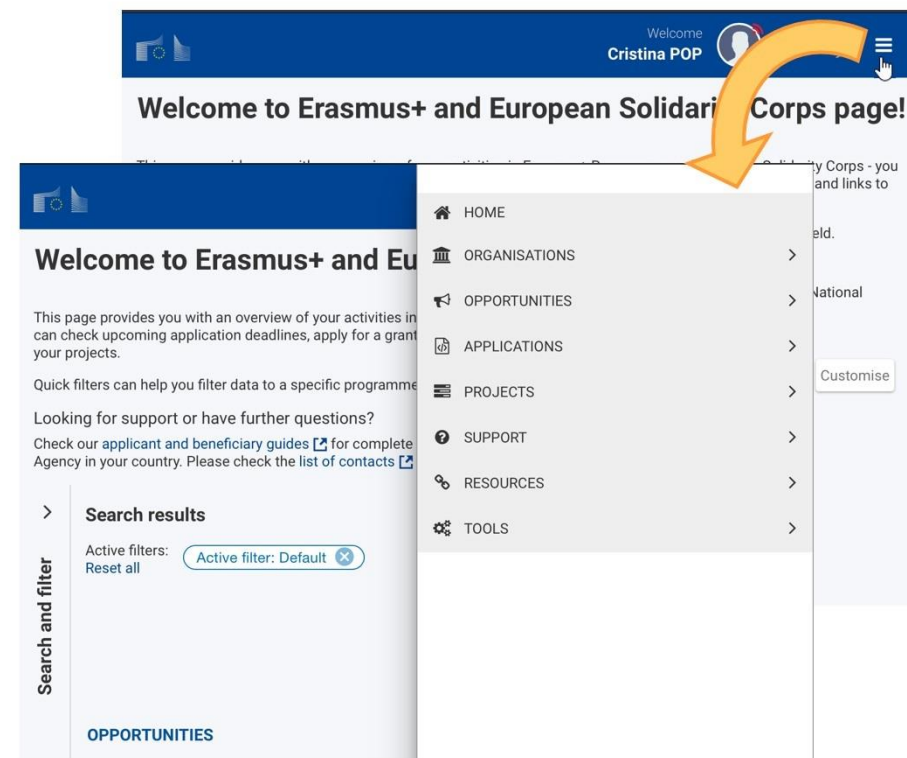 Welcome
Cristina POP
Welcome to Erasmus+ and European Solidari Corps page!
y Corps - you
and links to
eld.
National
Customise
Welcome to Erasmus+ and Eu
This page provides you with an overview of your activities in
can check upcoming application deadlines, apply for a grant
your projects.
Quick filters can help you filter data to a specific programme
Looking for support or have further questions?
Check our applicant and beneficiary guides for complete
Agency in your country. Please check the list of contacts
Search and filter
Search results
Active filters:
Reset all
Active filter: Default
OPPORTUNITIES
HOME
ORGANISATIONS
OPPORTUNITIES
APPLICATIONS
PROJECTS
SUPPORT
RESOURCES
TOOLS